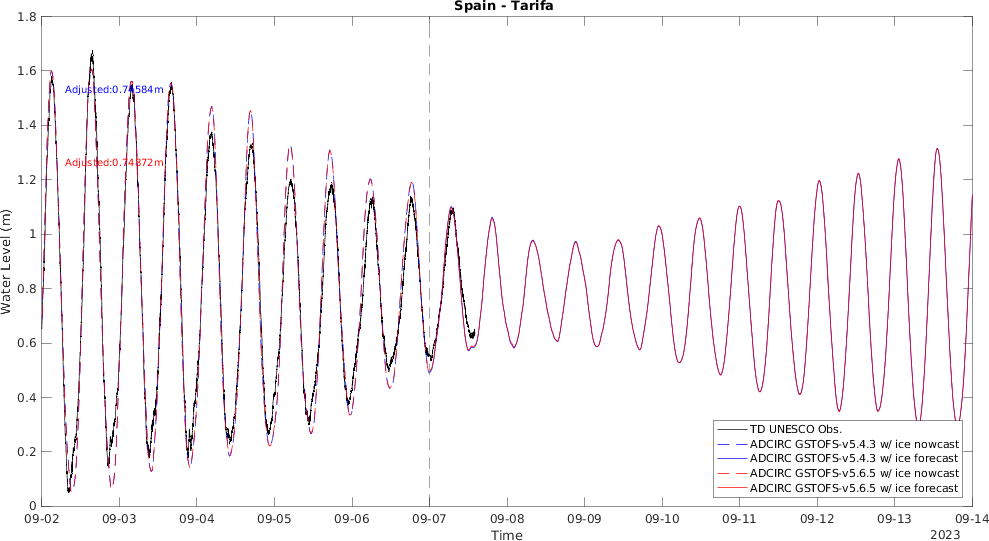 Spain - Tarifa
1.8
1.6
1.4
1.2
1
0.8
0.6
0.4
0.2
0
Water Level (m)
Adjusted:0.74584m
Adjusted:0.74372m
TD UNESCO Obs.
ADCIRC GSTOFS-v5.4.3 w/ ice nowcast
ADCIRC GSTOFS-v5.4.3 w/ ice forecast
ADCIRC GSTOFS-v5.6.5 w/ ice nowcast
ADCIRC GSTOFS-v5.6.5 w/ ice forecast
09-02 09-03 09-04 09-05 09-06 09-07 09-08 09-09 09-10 09-11 09-12 09-13 09-14
Time
2023